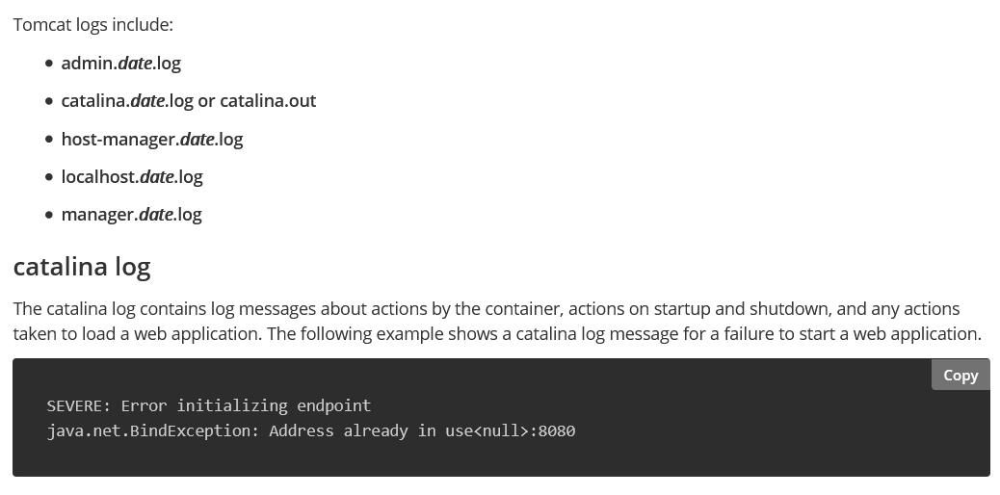 Tomcat logs include:
• admin.date.log
• catalina.date.log or catalina.out
• host-manager.date.log
• localhost.date.log
• manager.date.log
catalina log
The catalina log contains log messages about actions by the container, actions on startup and shutdown, and any actions
taken to load a web application. The following example shows a catalina log message for a failure to start a web application.
Copy
SEVERE: Error initializing endpoint
java.net.BindException: Address already in use<null>:8080